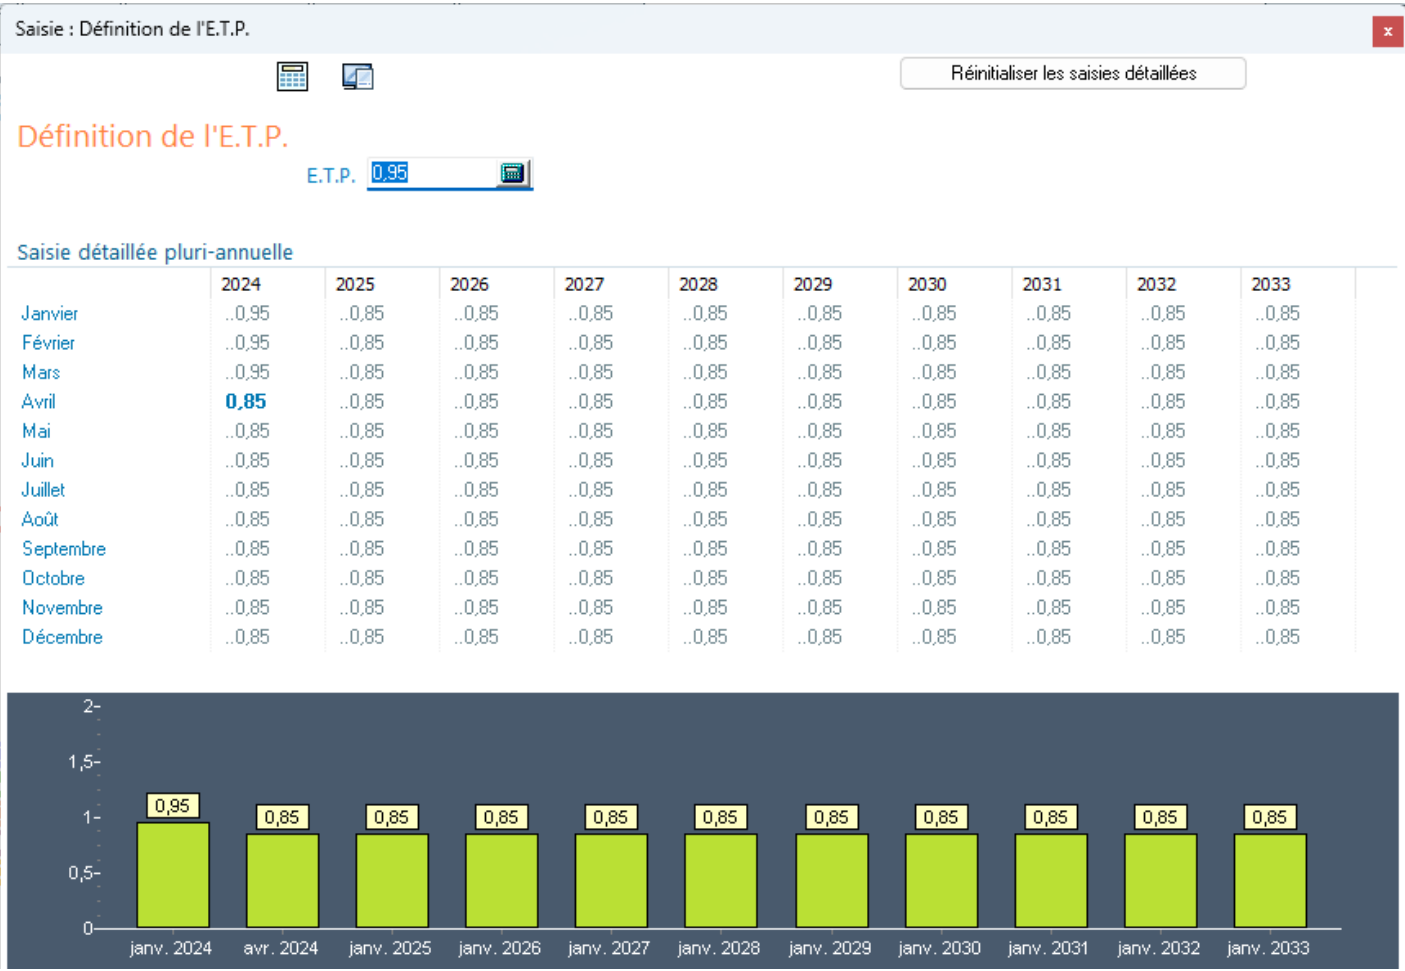 Saisie : Définition de l'E.T.P.
x
Réinitialiser les saisies détaillées
Définition de l'E.T.P.
E.T.P. 0,95
Saisie détaillée pluri-annuelle
2024 2025 2026 2027 2028 2029 2030 2031 2032 2033
Janvier ..0,95 ..0,85 ..0,85 ..0,85 ..0,85 ..0,85 ..0,85 ..0,85 ..0,85 ..0,85
Février ..0,95 ..0,85 ..0,85 ..0,85 ..0,85 ..0,85 ..0,85 ..0,85 ..0,85 ..0,85
Mars ..0,95 ..0,85 ..0,85 ..0,85 ..0,85 ..0,85 ..0,85 ..0,85 ..0,85 ..0,85
Avril 0,85 ..0,85 ..0,85 ..0,85 ..0,85 ..0,85 ..0,85 ..0,85 ..0,85 ..0,85
Mai ..0,85 ..0,85 ..0,85 ..0,85 ..0,85 ..0,85 ..0,85 ..0,85 ..0,85 ..0,85
Juin ..0,85 ..0,85 ..0,85 ..0,85 ..0,85 ..0,85 ..0,85 ..0,85 ..0,85 ..0,85
Juillet ..0,85 ..0,85 ..0,85 ..0,85 ..0,85 ..0,85 ..0,85 ..0,85 ..0,85 ..0,85
Août ..0,85 ..0,85 ..0,85 ..0,85 ..0,85 ..0,85 ..0,85 ..0,85 ..0,85 ..0,85
Septembre ..0,85 ..0,85 ..0,85 ..0,85 ..0,85 ..0,85 ..0,85 ..0,85 ..0,85 ..0,85
Octobre ..0,85 ..0,85 ..0,85 ..0,85 ..0,85 ..0,85 ..0,85 ..0,85 ..0,85 ..0,85
Novembre ..0,85 ..0,85 ..0,85 ..0,85 ..0,85 ..0,85 ..0,85 ..0,85 ..0,85 ..0,85
Décembre ..0,85 ..0,85 ..0,85 ..0,85 ..0,85 ..0,85 ..0,85 ..0,85 ..0,85 ..0,85
2
1,5
0,95
1 0,85 0,85 0,85 0,85 0,85 0,85 0,85 0,85 0,85 0,85
0,5
0
janv. 2024 avr. 2024 janv. 2025 janv. 2026 janv. 2027 janv. 2028 janv. 2029 janv. 2030 janv. 2031 janv. 2032 janv. 2033